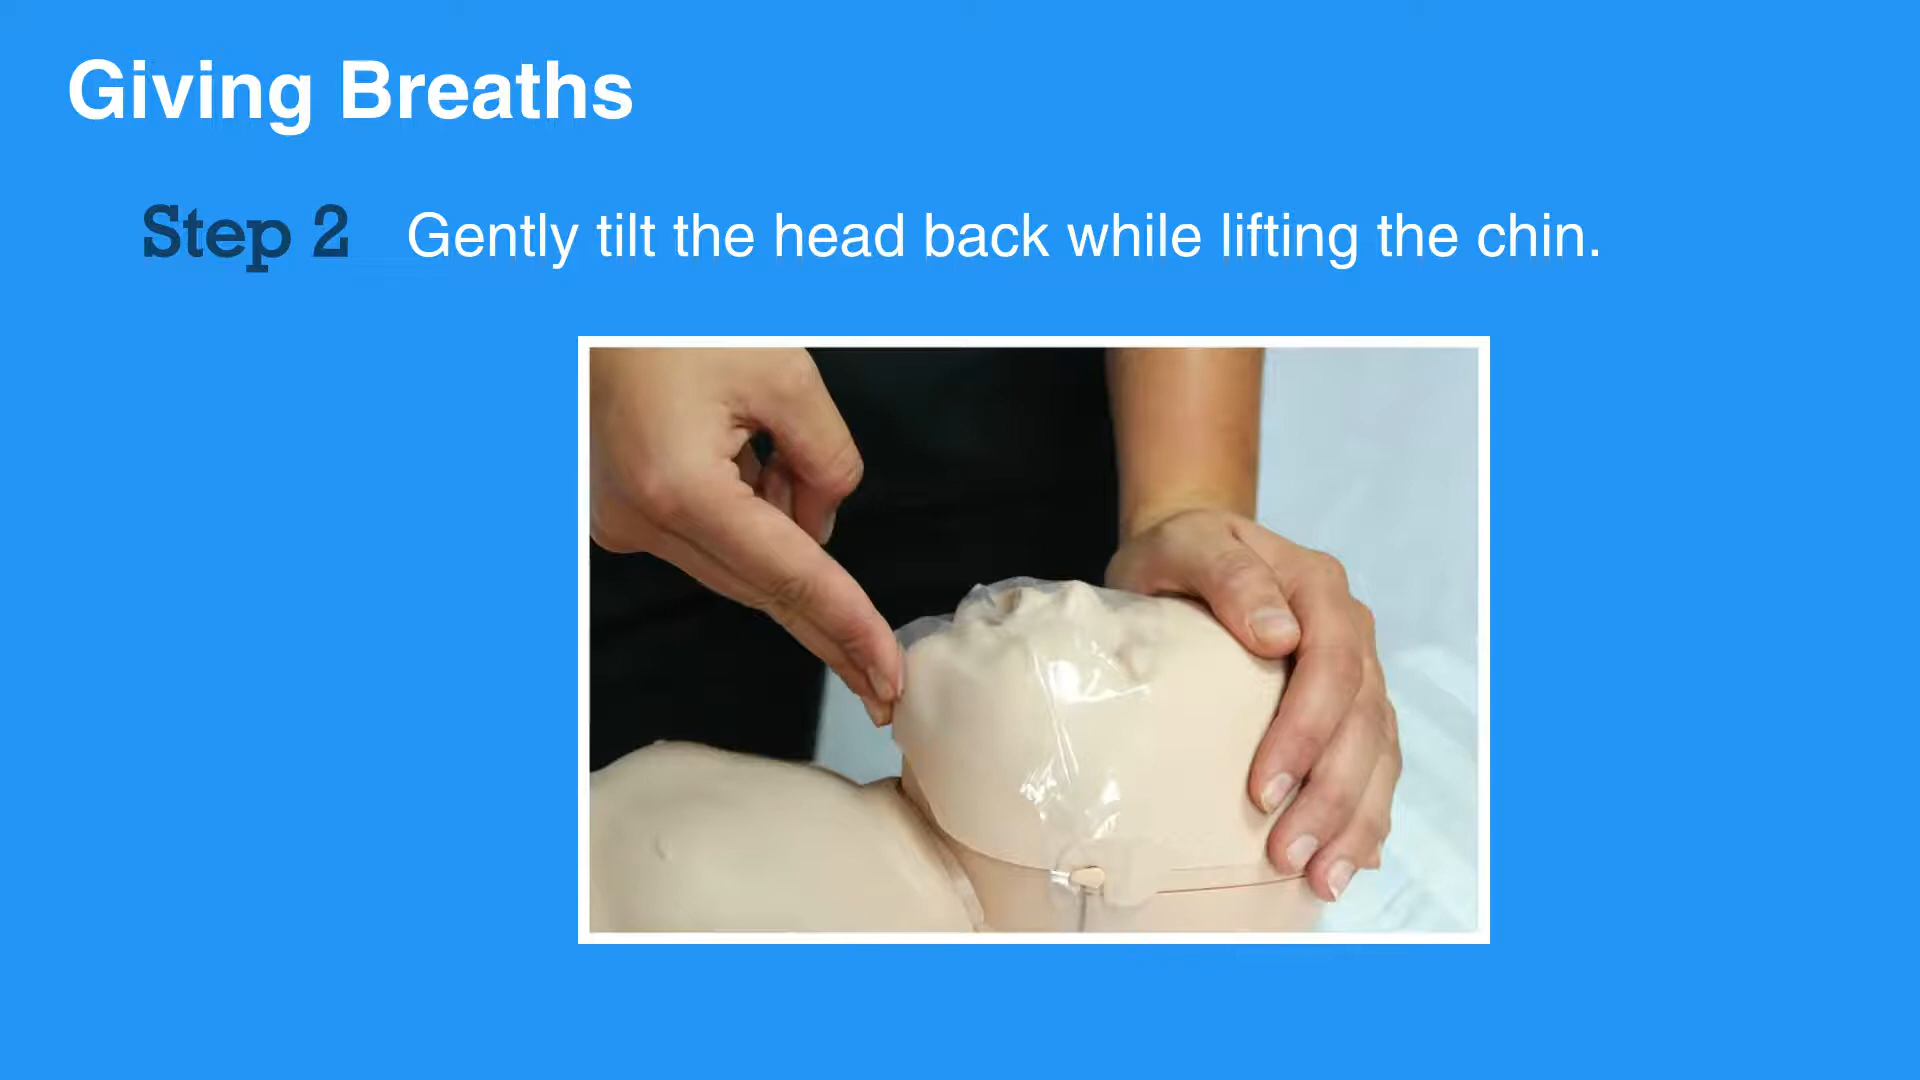 Giving Breaths
Step 2 Gently tilt the head back while lifting the chin.